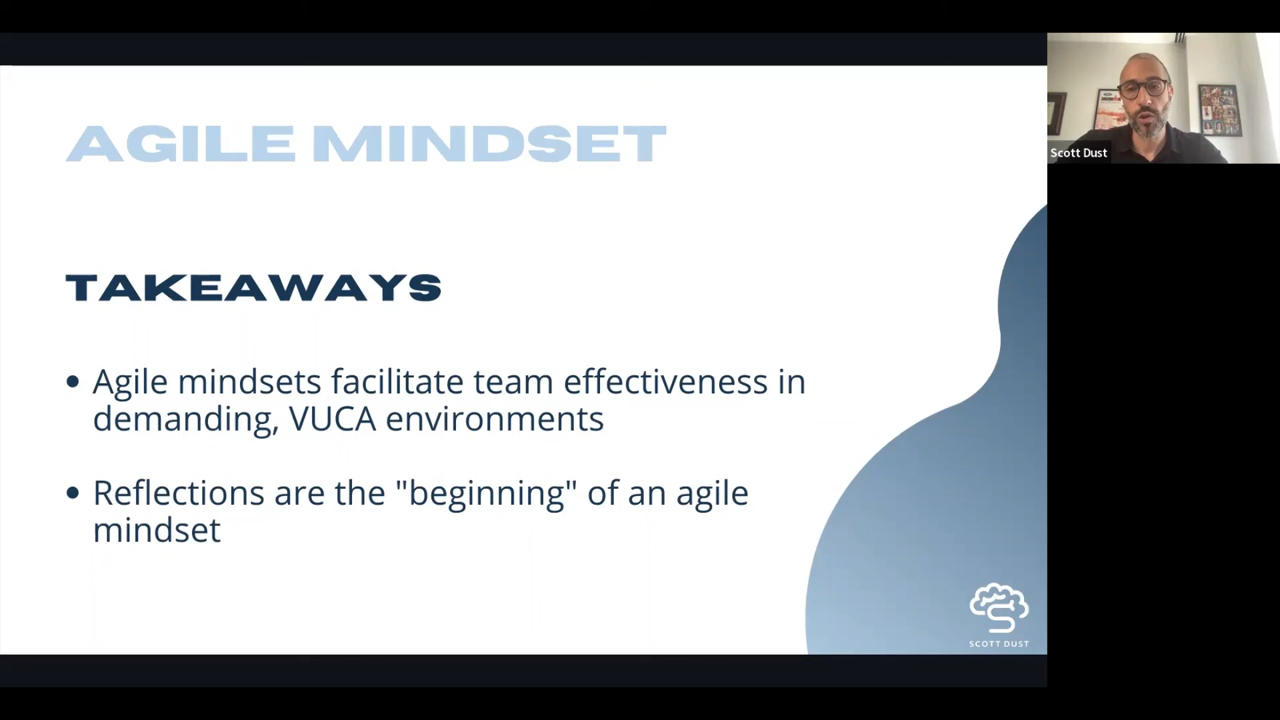 AGILE MINDSET
Scott Dust
TAKEAWAYS
• Agile mindsets facilitate team effectiveness in
demanding, VUCA environments
• Reflections are the "beginning" of an agile
mindset
SCOTT DUST